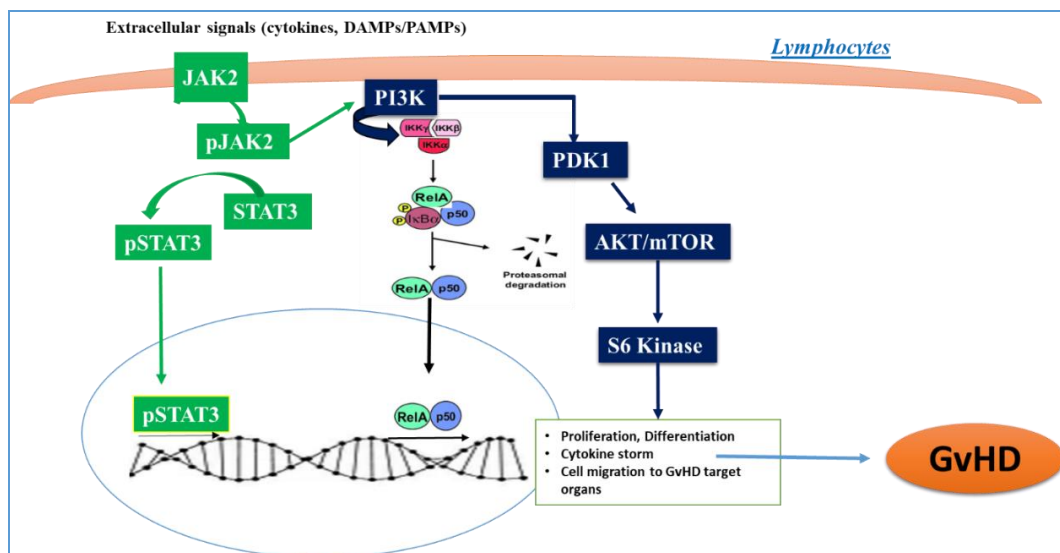 Extracellular signals (cytokines, DAMPs/PAMPs)
Lymphocytes
JAK2
pJAK2
PI3K
IKKγ
IKKβ
IKKα
PDK1
STAT3
pSTAT3
RelA
P
P
IκBα
p50
Proteasomal
degradation
RelA
p50
AKT/mTOR
S6 Kinase
pSTAT3
RelA
p50
• Proliferation, Differentiation
• Cytokine storm
• Cell migration to GvHD target
organs
GvHD